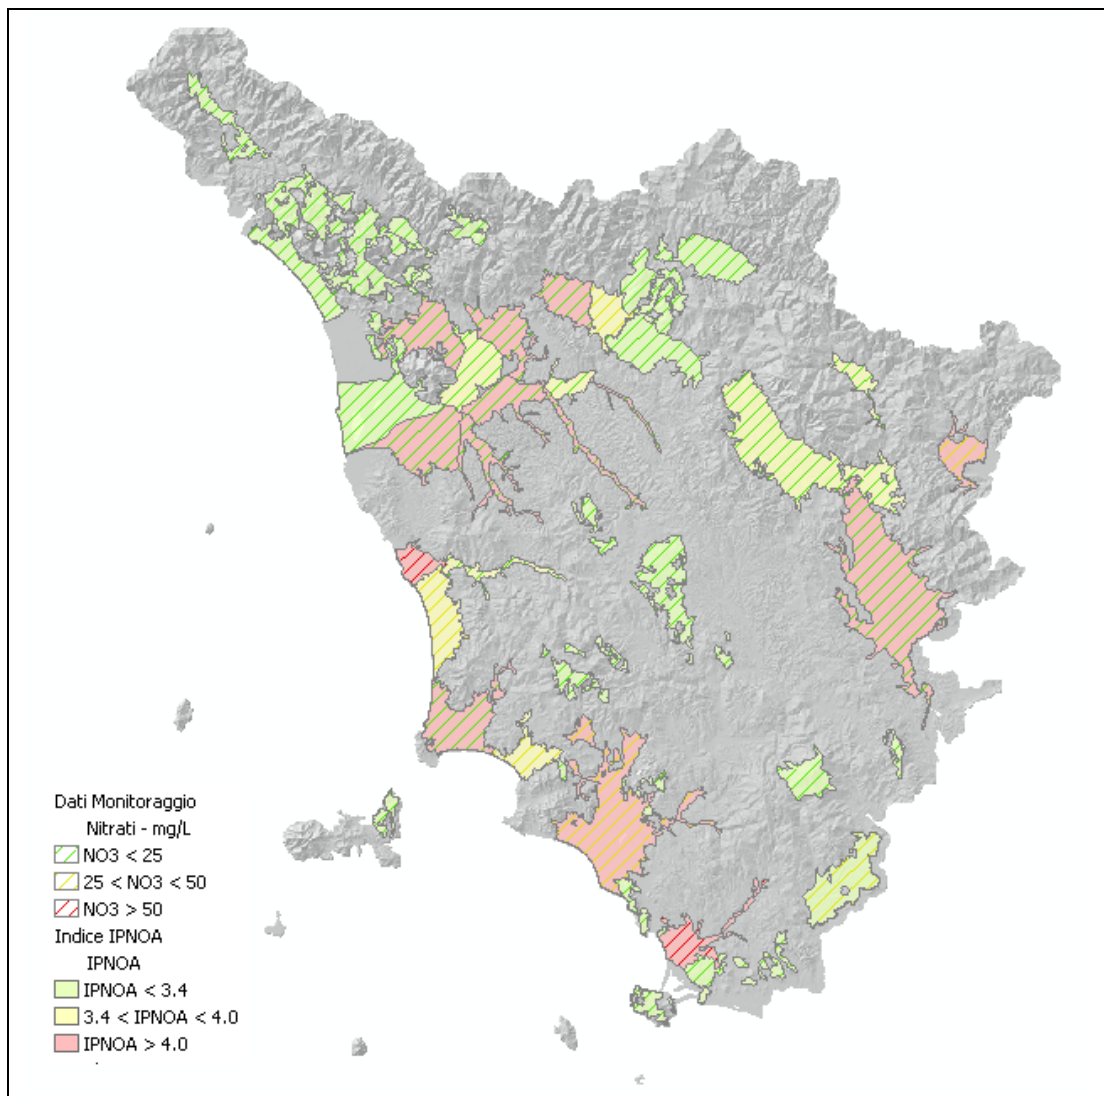 Dati Monitoraggio
Nitrati - mg/L
NO3 < 25
25 < NO3 < 50
NO3 > 50
Indice IPNOA
IPNOA
IPNOA < 3.4
3.4 < IPNOA < 4.0
IPNOA > 4.0